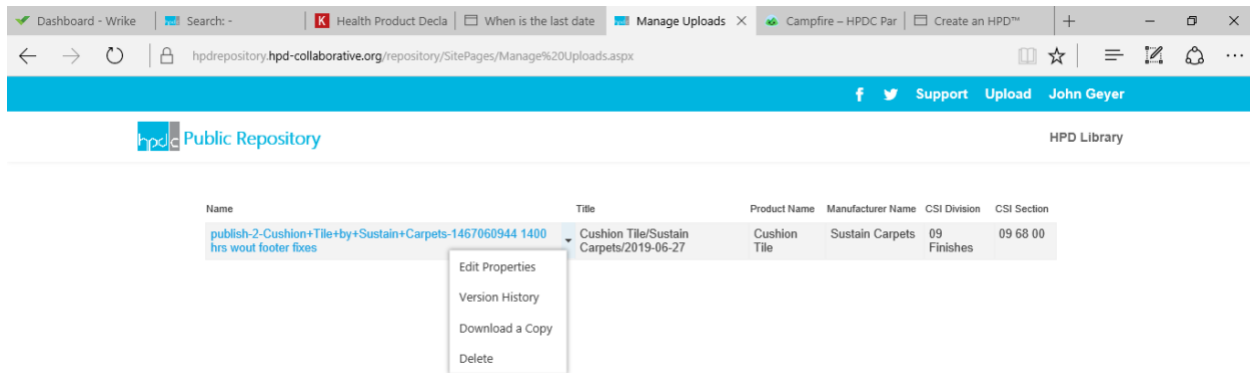 Dashboard - Wrike Search: - Health Product Decla When is the last date Manage Uploads Campfire – HPDC Par Create an HPD™
hpdrepository.hpd-collaborative.org/repository/SitePages/Manage%20Uploads.aspx
f Support Upload John Geyer
hpdc Public Repository HPD Library
Name Title Product Name Manufacturer Name CSI Division CSI Section
publish-2-Cushion+Tile+by+Sustain+Carpets-1467060944 1400 Cushion Tile/Sustain Cushion Sustain Carpets 09 09 68 00
hrs wout footer fixes Carpets/2019-06-27 Tile Finishes
Edit Properties
Version History
Download a Copy
Delete